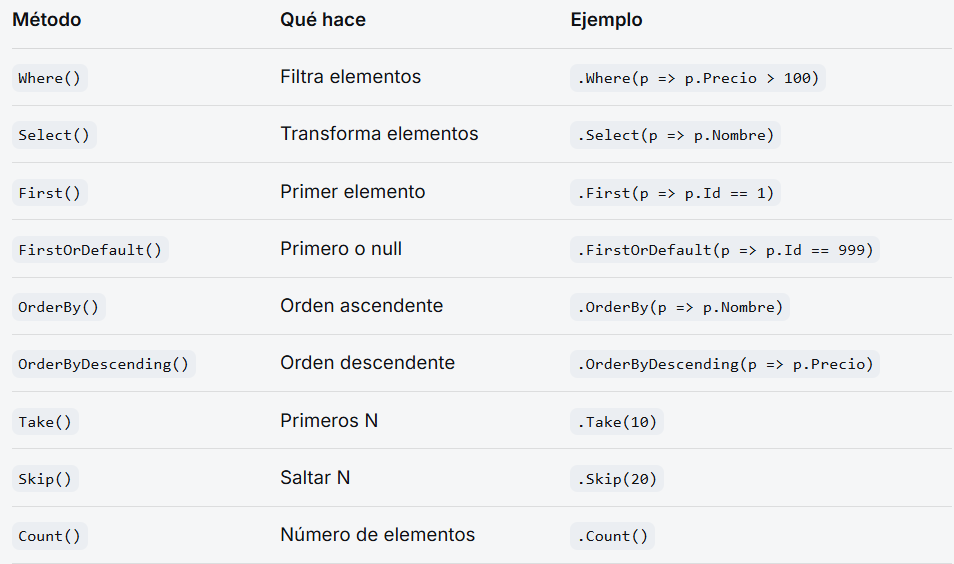 Método Qué hace Ejemplo
Where() Filtra elementos .Where(p => p.Precio > 100)
Select() Transforma elementos .Select(p => p.Nombre)
First() Primer elemento .First(p => p.Id == 1)
FirstOrDefault() Primero o null .FirstOrDefault(p => p.Id == 999)
OrderBy() Orden ascendente .OrderBy(p => p.Nombre)
OrderByDescending() Orden descendente .OrderByDescending(p => p.Precio)
Take() Primeros N .Take(10)
Skip() Saltar N .Skip(20)
Count() Número de elementos .Count()